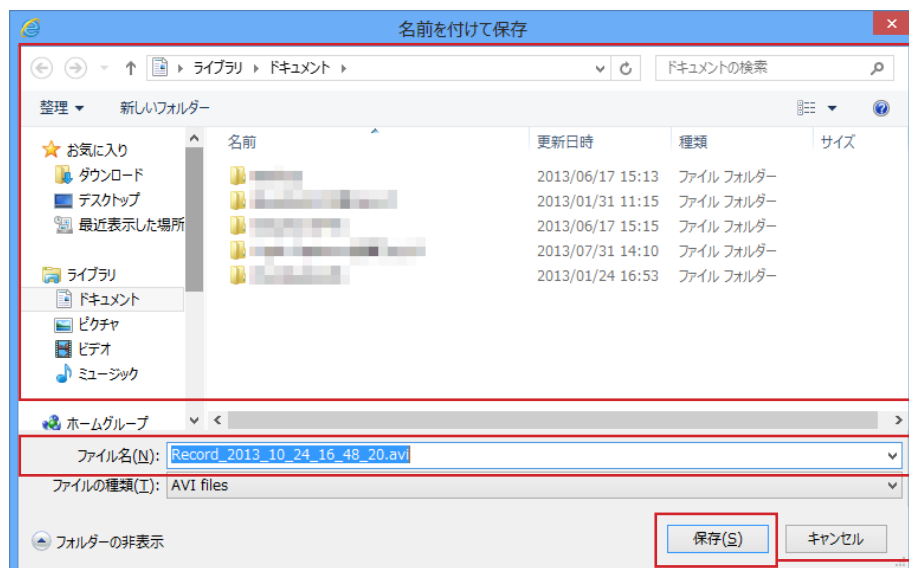 名前を付けて保存
ライブラリ ドキュメント ドキュメントの検索
整理 新しいフォルダー
名前 更新日時 種類 サイズ
お気に入り
ダウンロード
デスクトップ
最近表示した場所
ライブラリ
ドキュメント
ピクチャ
ビデオ
ミュージック
ホームグループ
2013/06/17 15:13 ファイル フォルダー
2013/01/31 11:15 ファイル フォルダー
2013/06/17 15:15 ファイル フォルダー
2013/07/31 14:10 ファイル フォルダー
2013/01/24 16:53 ファイル フォルダー
ファイル名(N): Record_2013_10_24_16_48_20.avi
ファイルの種類(T): AVI files
フォルダーの非表示 保存(S) キャンセル